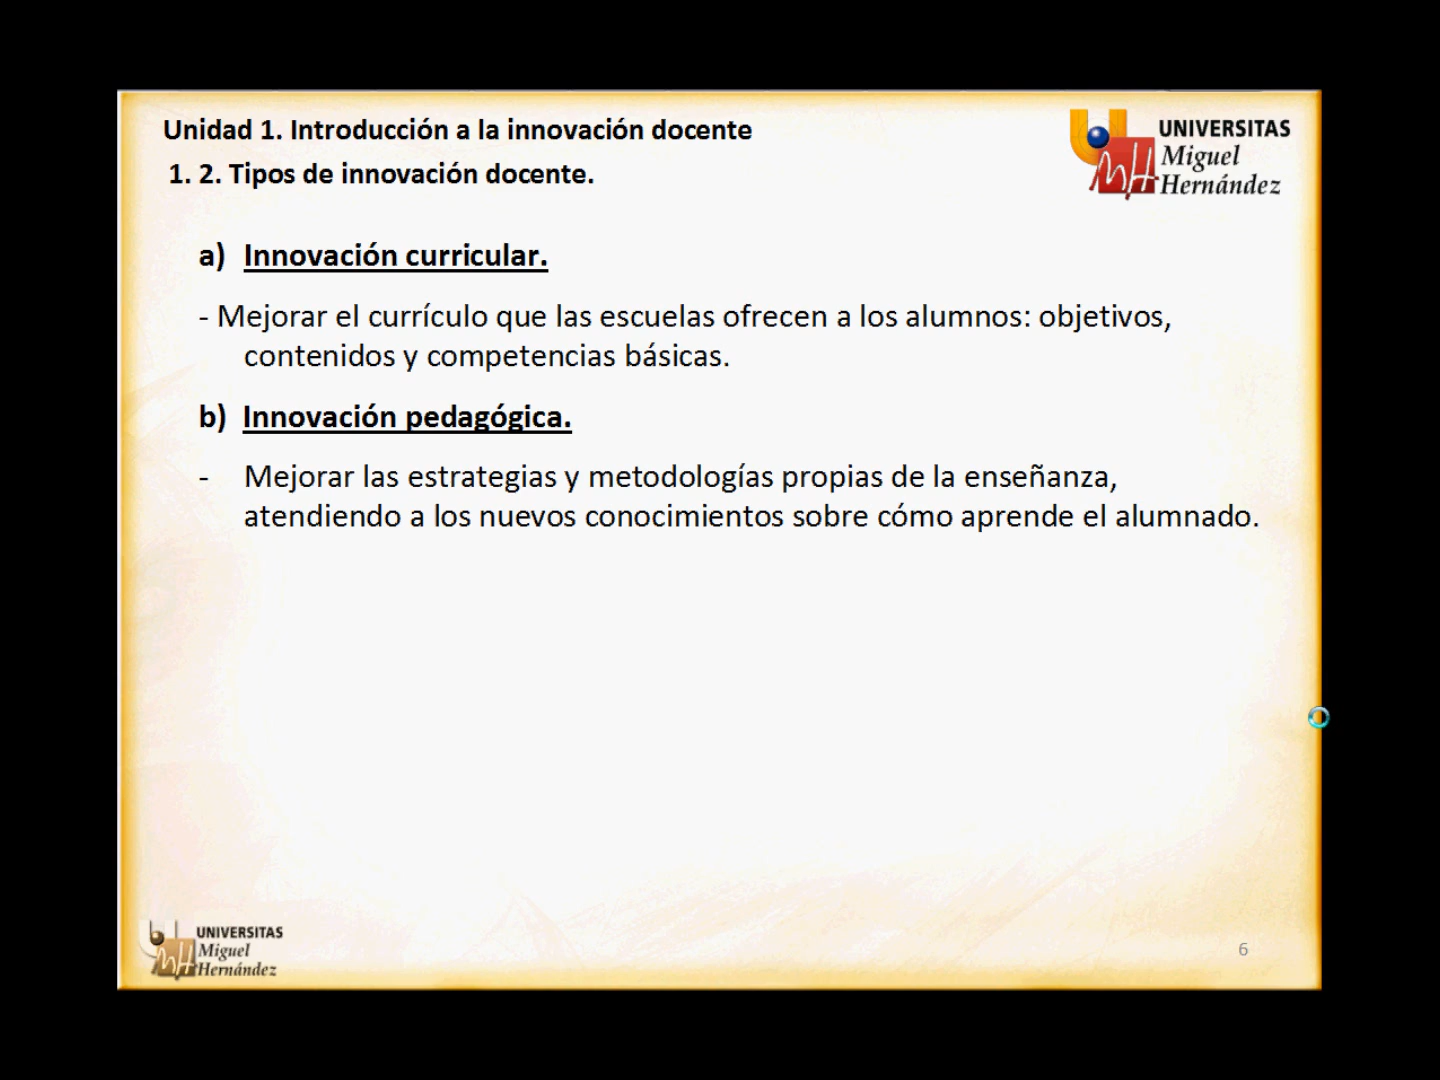 Unidad 1. Introducción a la innovación docente
1. 2. Tipos de innovación docente.
UNIVERSITAS
Miguel
Hernández
a) Innovación curricular.
- Mejorar el currículo que las escuelas ofrecen a los alumnos: objetivos,
contenidos y competencias básicas.
b) Innovación pedagógica.
- Mejorar las estrategias y metodologías propias de la enseñanza,
atendiendo a los nuevos conocimientos sobre cómo aprende el alumnado.
UNIVERSITAS
Miguel
Hernández
6